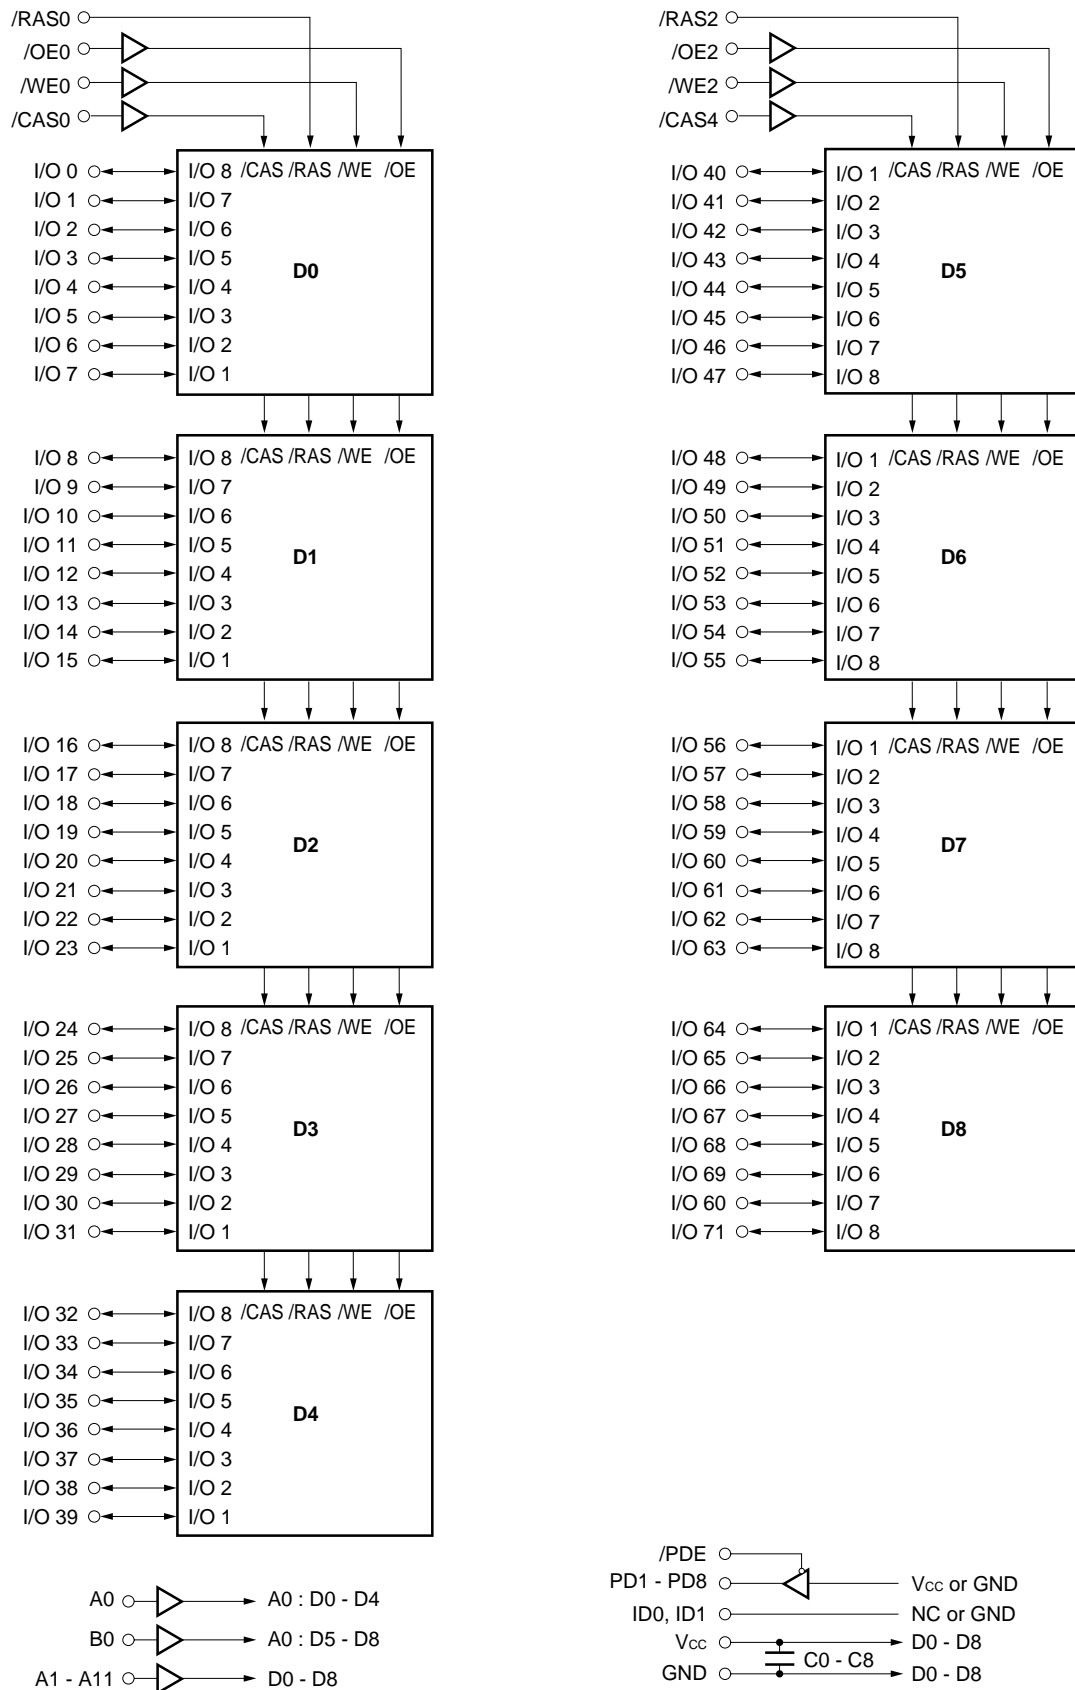 /RAS0
/OE0
/WE0
/CAS0
I/O 0 I/O 8 /CAS /RAS /WE /OE
I/O 1 I/O 7
I/O 2 I/O 6
I/O 3 I/O 5
D0
I/O 4 I/O 4
I/O 5 I/O 3
I/O 6 I/O 2
I/O 7 I/O 1
I/O 8 I/O 8 /CAS /RAS /WE /OE
I/O 9 I/O 7
I/O 10 I/O 6
I/O 11 I/O 5
D1
I/O 12 I/O 4
I/O 13 I/O 3
I/O 14 I/O 2
I/O 15 I/O 1
I/O 16 I/O 8 /CAS /RAS /WE /OE
I/O 17 I/O 7
I/O 18 I/O 6
I/O 19 I/O 5
D2
I/O 20 I/O 4
I/O 21 I/O 3
I/O 22 I/O 2
I/O 23 I/O 1
I/O 24 I/O 8 /CAS /RAS /WE /OE
I/O 25 I/O 7
I/O 26 I/O 6
I/O 27 I/O 5
D3
I/O 28 I/O 4
I/O 29 I/O 3
I/O 30 I/O 2
I/O 31 I/O 1
I/O 32 I/O 8 /CAS /RAS /WE /OE
I/O 33 I/O 7
I/O 34 I/O 6
I/O 35 I/O 5
D4
I/O 36 I/O 4
I/O 37 I/O 3
I/O 38 I/O 2
I/O 39 I/O 1
A0 A0 : D0 - D4
B0 A0 : D5 - D8
A1 - A11 D0 - D8
/RAS2
/OE2
/WE2
/CAS4
I/O 40 I/O 1 /CAS /RAS /WE /OE
I/O 41 I/O 2
I/O 42 I/O 3
I/O 43 I/O 4
D5
I/O 44 I/O 5
I/O 45 I/O 6
I/O 46 I/O 7
I/O 47 I/O 8
I/O 48 I/O 1 /CAS /RAS /WE /OE
I/O 49 I/O 2
I/O 50 I/O 3
I/O 51 I/O 4
D6
I/O 52 I/O 5
I/O 53 I/O 6
I/O 54 I/O 7
I/O 55 I/O 8
I/O 56 I/O 1 /CAS /RAS /WE /OE
I/O 57 I/O 2
I/O 58 I/O 3
I/O 59 I/O 4
D7
I/O 60 I/O 5
I/O 61 I/O 6
I/O 62 I/O 7
I/O 63 I/O 8
I/O 64 I/O 1 /CAS /RAS /WE /OE
I/O 65 I/O 2
I/O 66 I/O 3
I/O 67 I/O 4
D8
I/O 68 I/O 5
I/O 69 I/O 6
I/O 60 I/O 7
I/O 71 I/O 8
/PDE
PD1 - PD8 Vcc or GND
ID0, ID1 NC or GND
Vcc D0 - D8
C0 - C8
GND D0 - D8